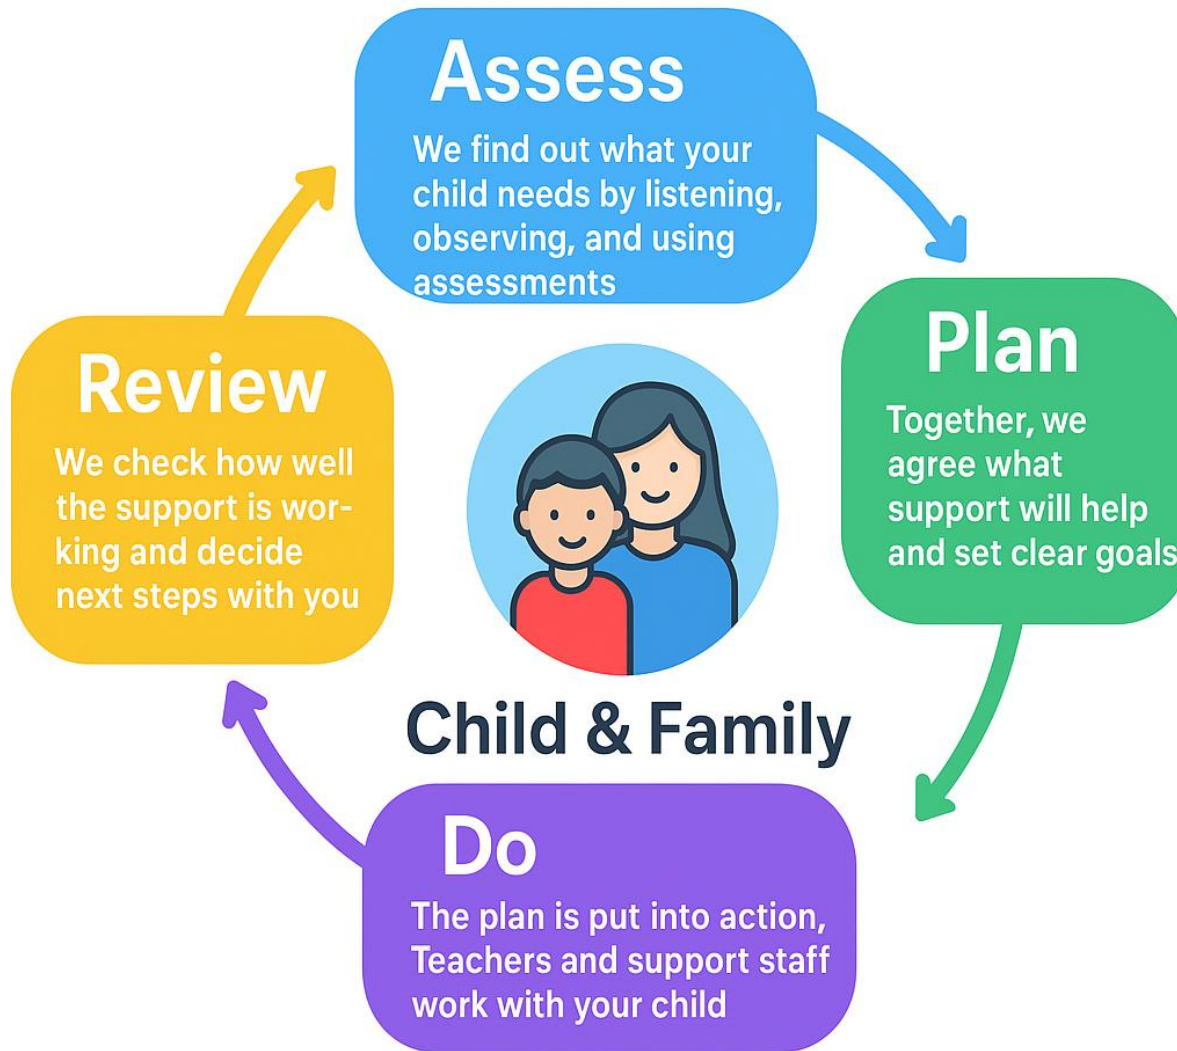 Assess
We find out what your
child needs by listening,
observing, and using
assessments
Plan
Together, we
agree what
support will help
and set clear goals
Do
The plan is put into action,
Teachers and support staff
work with your child
Review
We check how well
the support is wor-
king and decide
next steps with you
Child & Family